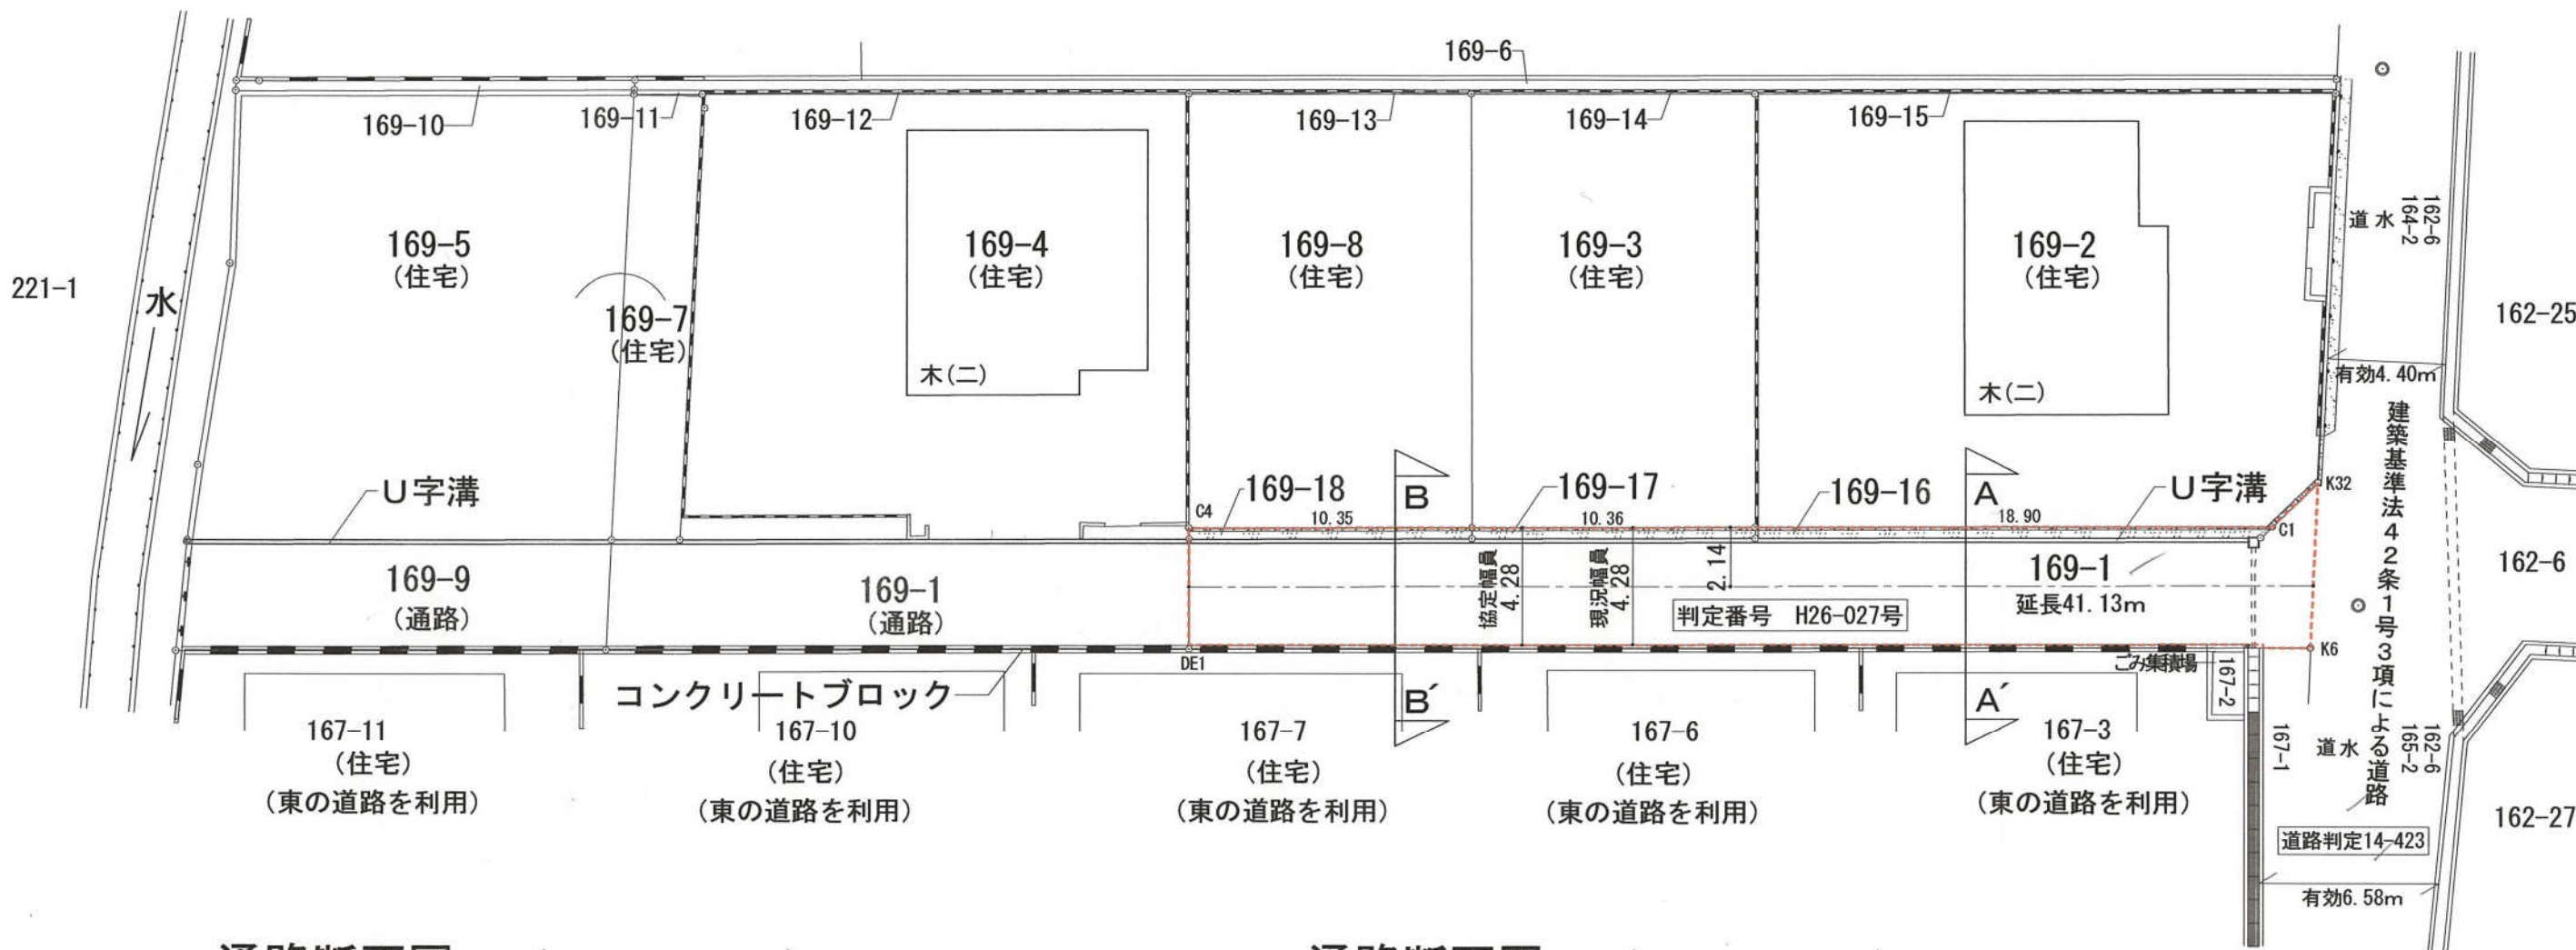 169-6
169-10
169-11
169-12
169-13
169-14
169-15
169-5
(住宅)
169-4
(住宅)
169-8
(住宅)
169-3
(住宅)
169-2
(住宅)
道水
162-6
164-2
221-1
水
169-7
(住宅)
162-25
木(二)
木(二)
有効4.40m
U字溝
C4
169-18
10.35
B
169-17
10.36
169-16
A
18.90
U字溝
K32
C1
建築基準法42条1号3項による道路
169-9
(通路)
169-1
(通路)
協定幅員
4.28
現況幅員
4.28
2.14
169-1
延長41.13m
判定番号 H26-027号
162-6
DE1
K6
ごみ集積場
167-2
コンクリートブロック
B´
A´
167-11
(住宅)
(東の道路を利用)
167-10
(住宅)
(東の道路を利用)
167-7
(住宅)
(東の道路を利用)
167-6
(住宅)
(東の道路を利用)
167-3
(住宅)
(東の道路を利用)
167-1
道水
162-6
165-2
162-27
道路判定14-423
有効6.58m